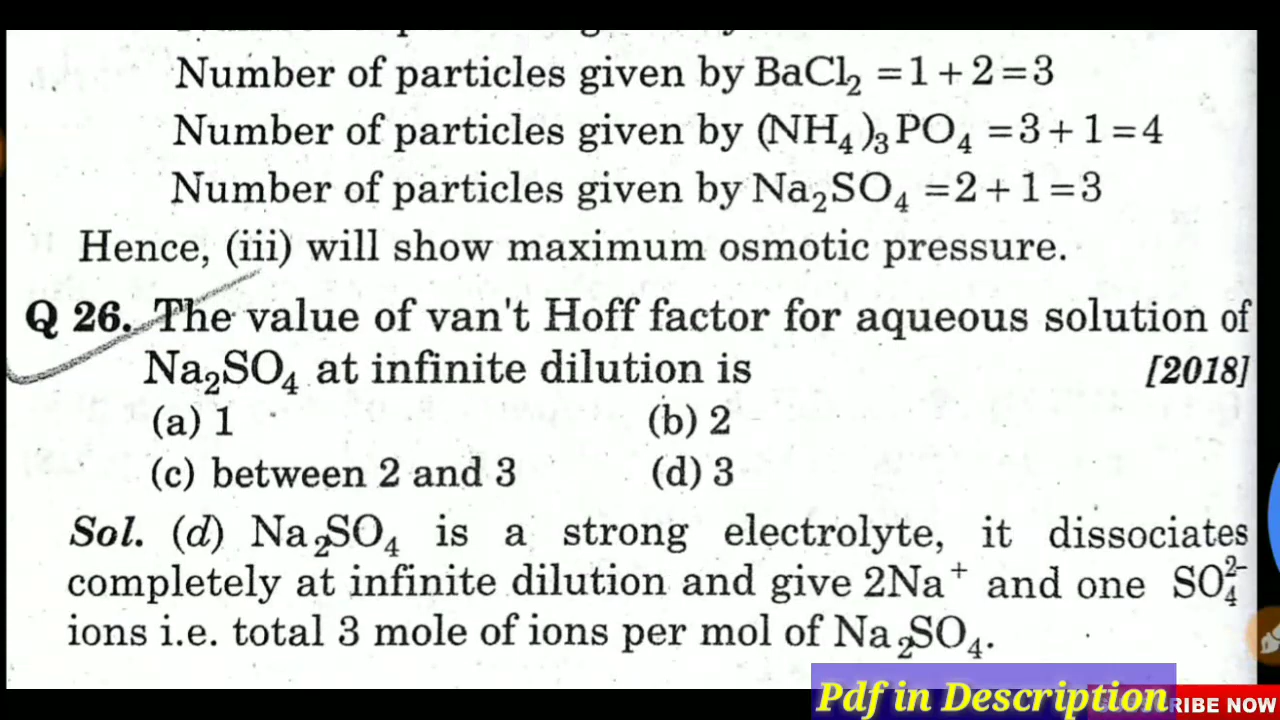 Number of particles given by BaCl₂ =1+2=3
Number of particles given by (NH₄)₃PO₄ =3+1=4
Number of particles given by Na₂SO₄ =2+1=3
Hence, (iii) will show maximum osmotic pressure.
Q 26. The value of van't Hoff factor for aqueous solution of
Na₂SO₄ at infinite dilution is [2018]
(a) 1 (b) 2
(c) between 2 and 3 (d) 3
Sol. (d) Na₂SO₄ is a strong electrolyte, it dissociates
completely at infinite dilution and give 2Na⁺ and one SO₄²⁻
ions i.e. total 3 mole of ions per mol of Na₂SO₄.
Pdf in Description
RIBE NOW